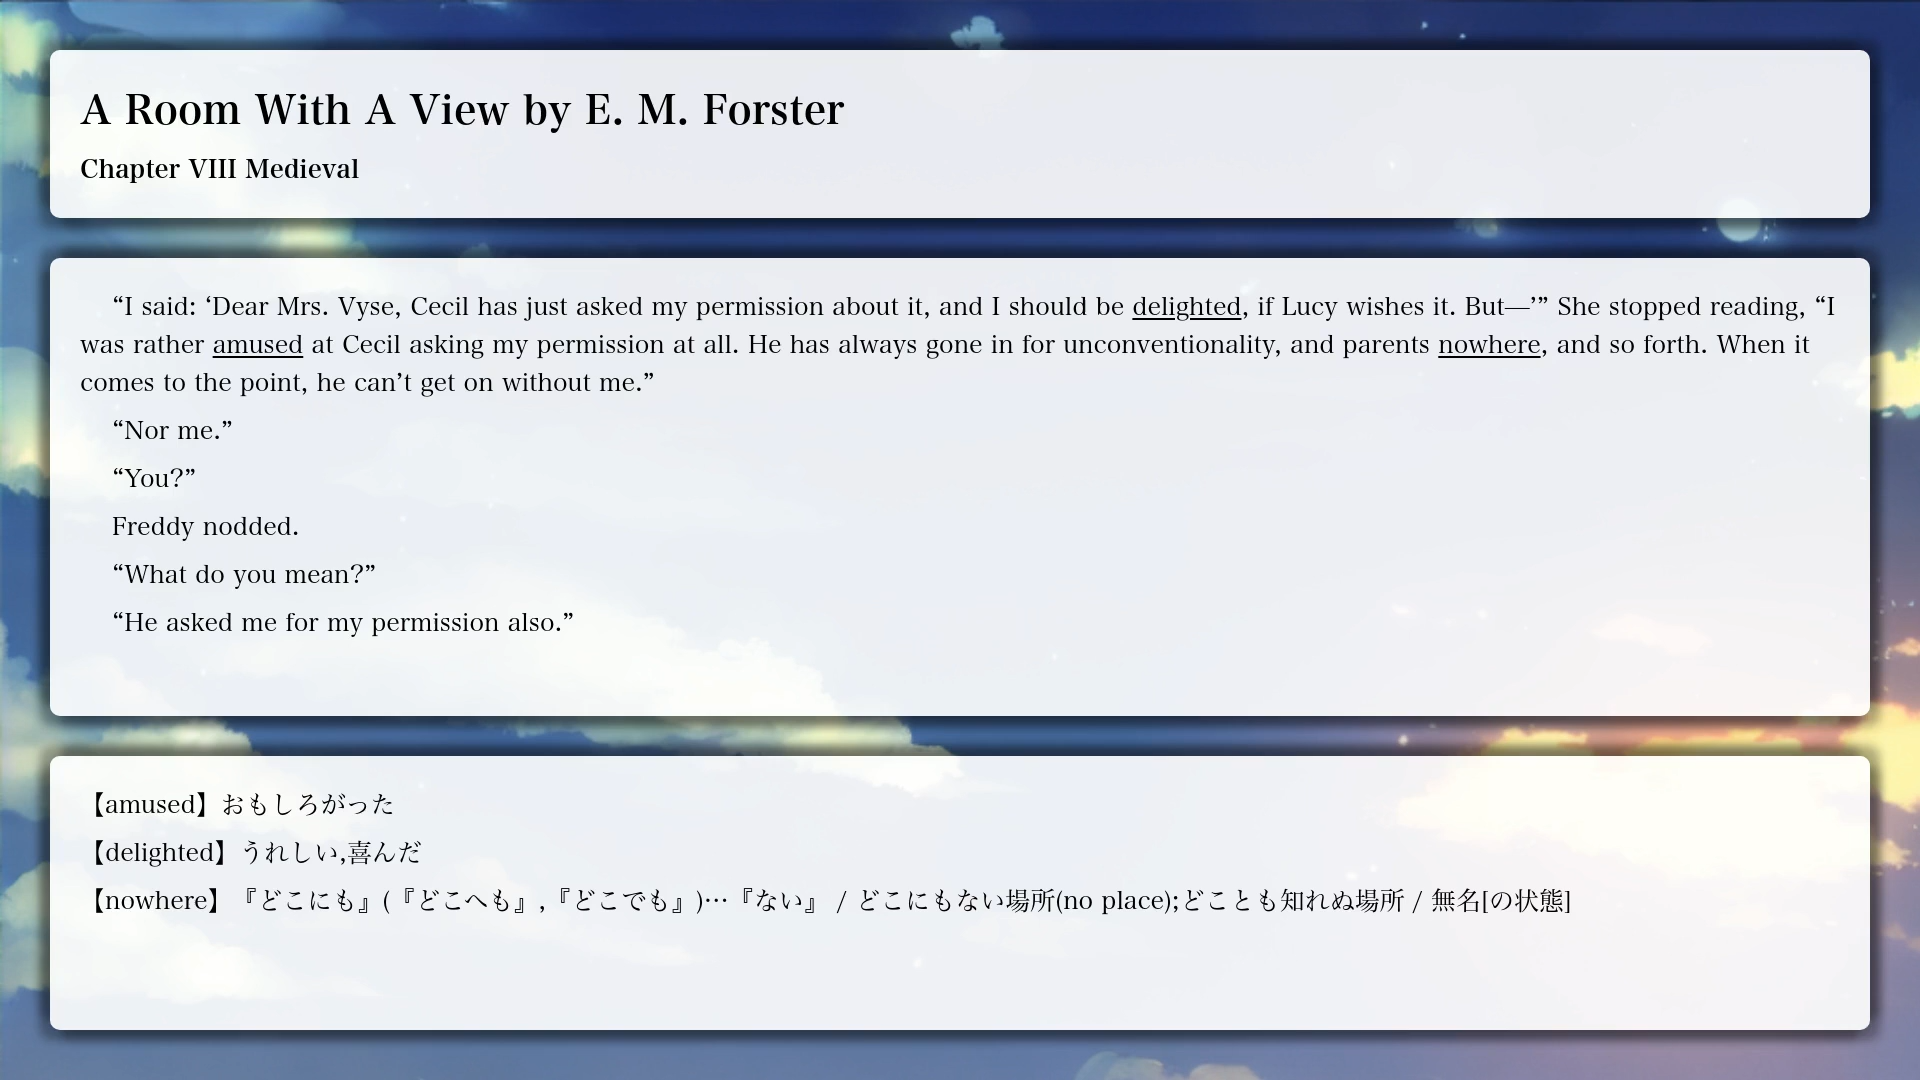 A Room With A View by E. M. Forster
Chapter VIII Medieval
“I said: ‘Dear Mrs. Vyse, Cecil has just asked my permission about it, and I should be delighted, if Lucy wishes it. But—’” She stopped reading, “I
was rather amused at Cecil asking my permission at all. He has always gone in for unconventionality, and parents nowhere, and so forth. When it
comes to the point, he can’t get on without me.”
“Nor me.”
“You?”
Freddy nodded.
“What do you mean?”
“He asked me for my permission also.”
【amused】おもしろがった
【delighted】うれしい,喜んだ
【nowhere】『どこにも』(『どこへも』,『どこでも』)…『ない』 / どこにもない場所(no place);どことも知れぬ場所 / 無名[の状態]